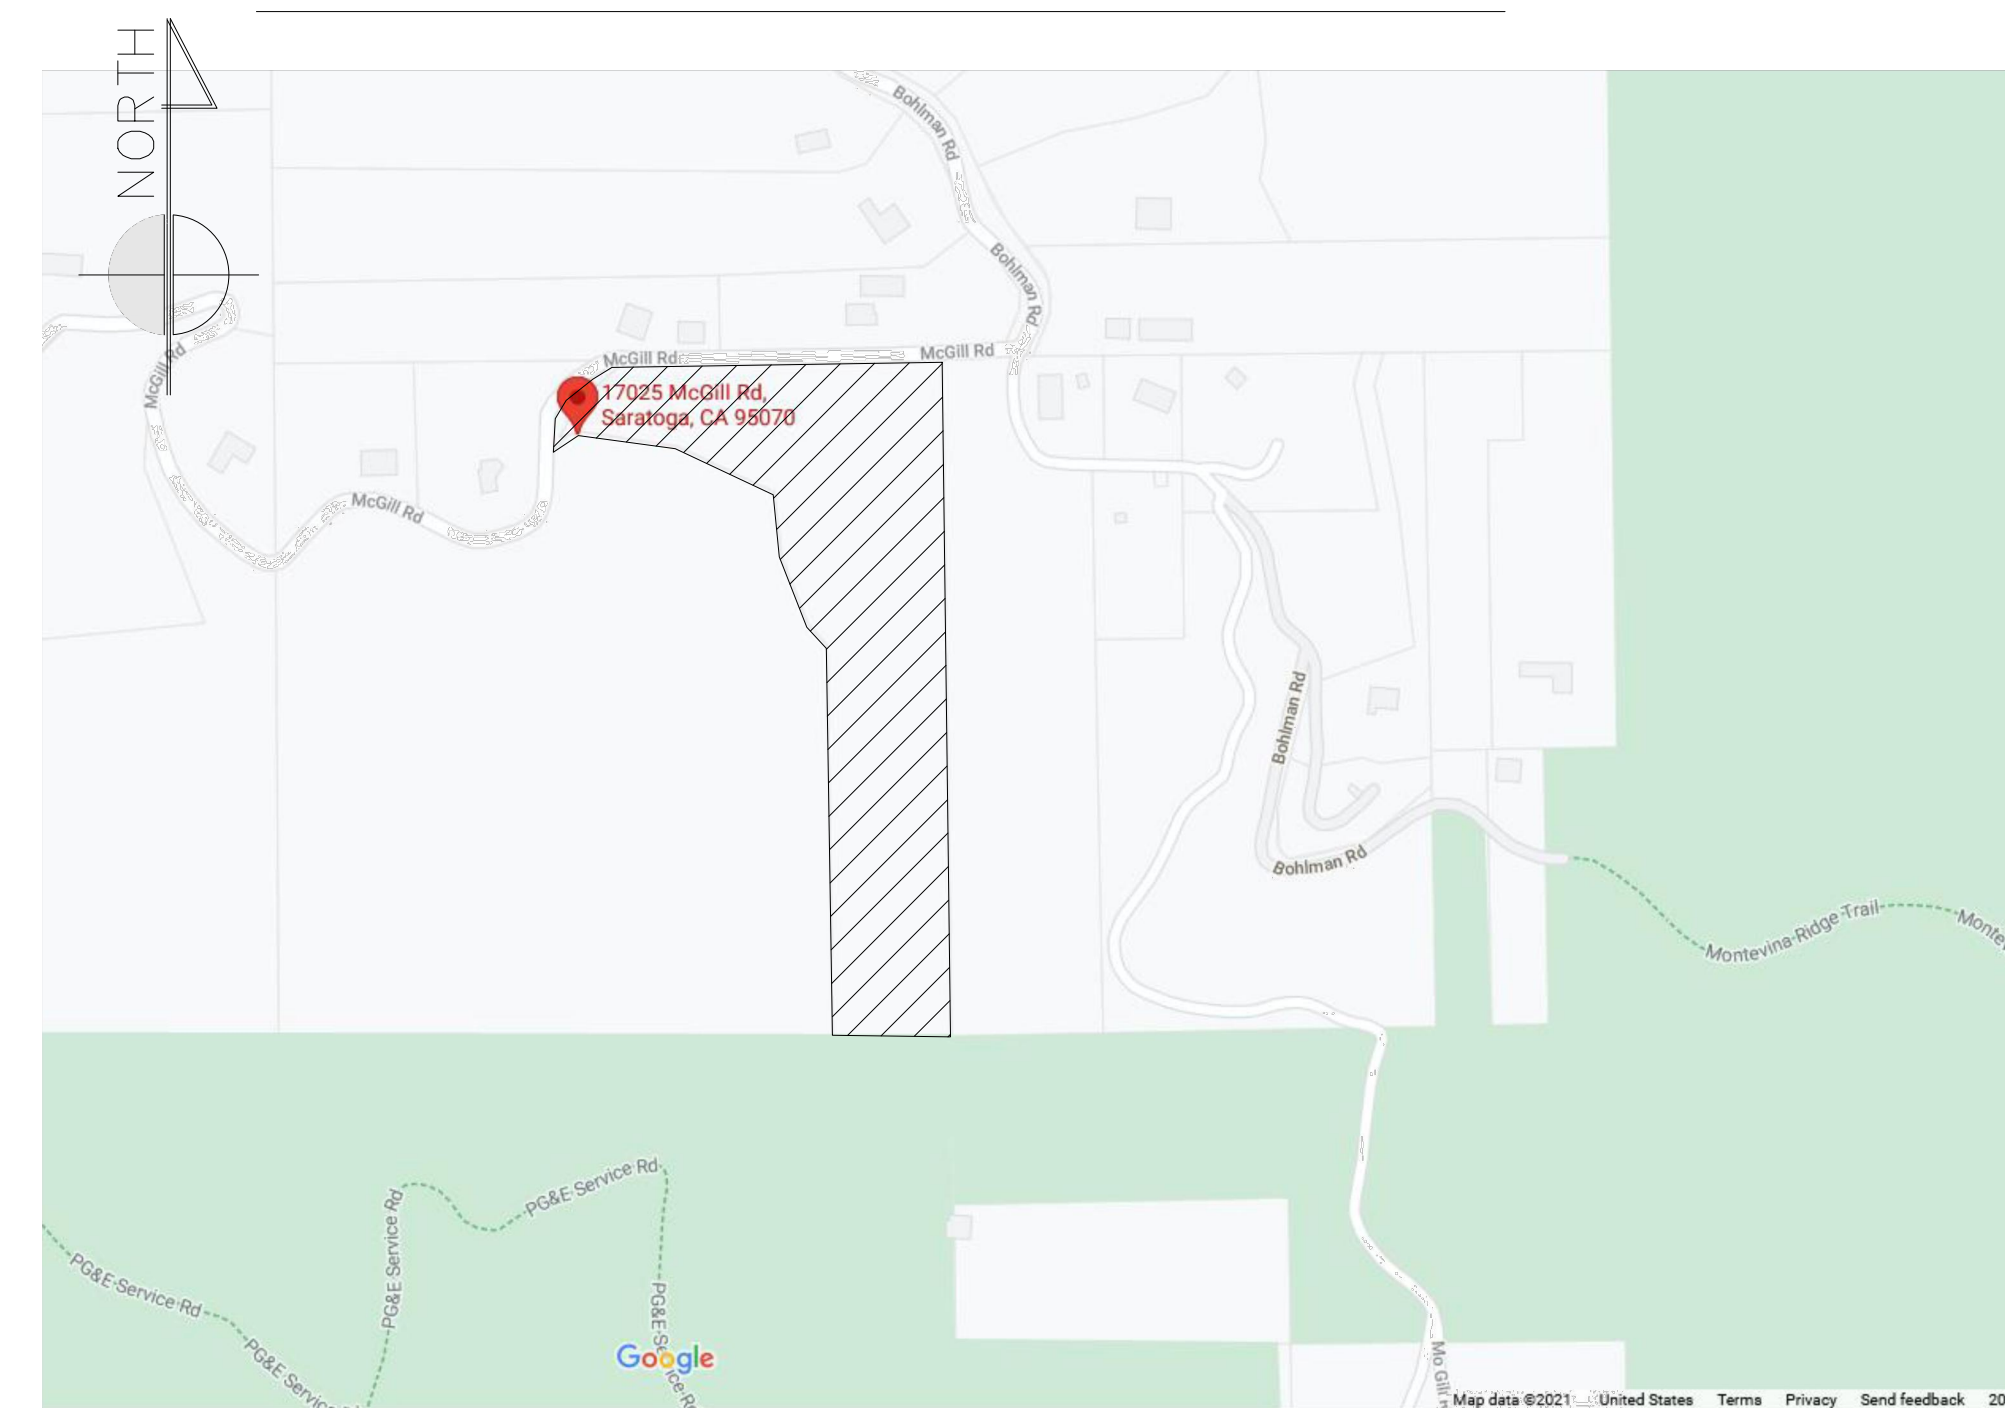 NORTH
Bohlman Rd
Bohlman Rd
McGill Rd
McGill Rd
McGill Rd
17025 McGill Rd,
Saratoga, CA 95070
McGill Rd
Bohlman Rd
Bohlman Rd
Montevina Ridge Trail
PG&E Service Rd
PG&E Service Rd
PG&E Service Rd
Google
Map data ©2021 United States Terms Privacy Send feedback